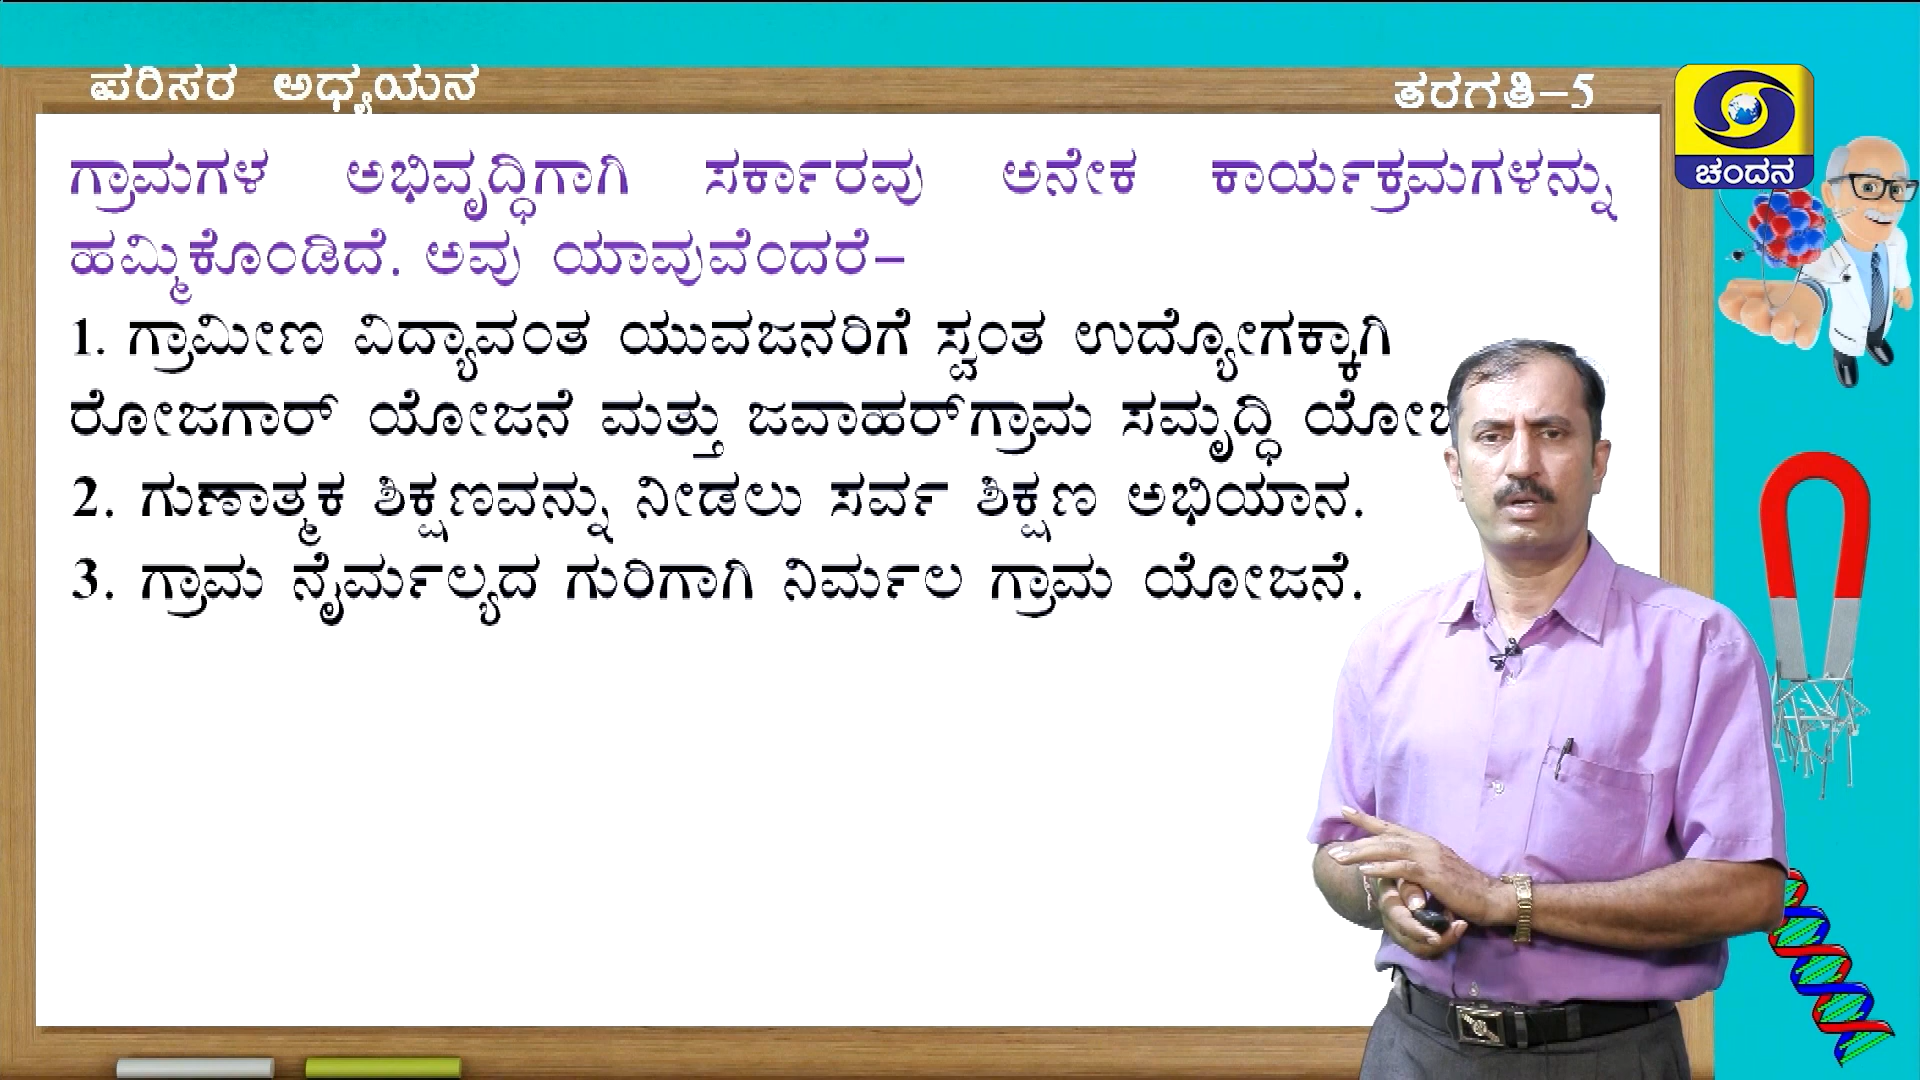 ಪರಿಸರ ಅಧ್ಯಯನ
ತರಗತಿ-5
ಚಂದನ
ಗ್ರಾಮಗಳ ಅಭಿವೃದ್ಧಿಗಾಗಿ ಸರ್ಕಾರವು ಅನೇಕ ಕಾರ್ಯಕ್ರಮಗಳನ್ನು
ಹಮ್ಮಿಕೊಂಡಿದೆ. ಅವು ಯಾವುವೆಂದರೆ-
1. ಗ್ರಾಮೀಣ ವಿದ್ಯಾವಂತ ಯುವಜನರಿಗೆ ಸ್ವಂತ ಉದ್ಯೋಗಕ್ಕಾಗಿ
ರೋಜಗಾರ್ ಯೋಜನೆ ಮತ್ತು ಜವಾಹರ್‌ಗ್ರಾಮ ಸಮೃದ್ಧಿ
2. ಗುಣಾತ್ಮಕ ಶಿಕ್ಷಣವನ್ನು ನೀಡಲು ಸರ್ವ ಶಿಕ್ಷಣ ಅಭಿಯಾನ.
3. ಗ್ರಾಮ ನೈರ್ಮಲ್ಯದ ಗುರಿಗಾಗಿ ನಿರ್ಮಲ ಗ್ರಾಮ ಯೋಜನೆ.